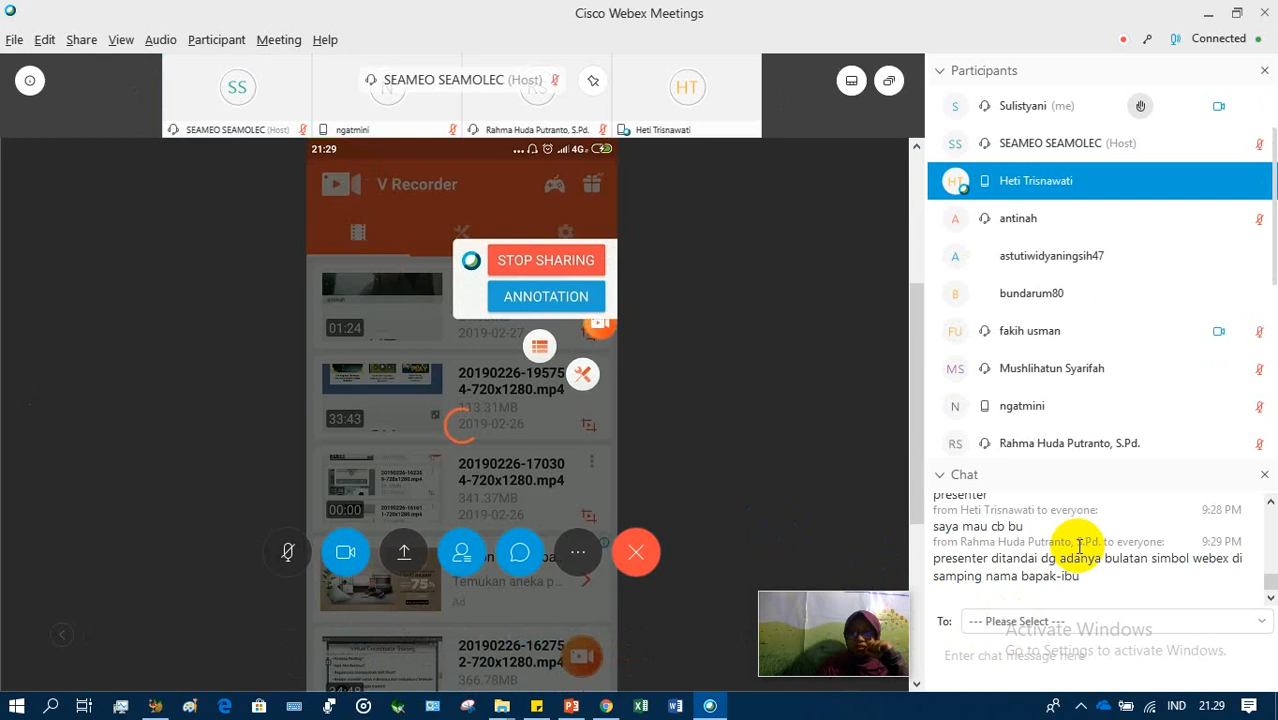 Cisco Webex Meetings
File Edit Share View Audio Participant Meeting Help
Connected
SS
SEAMEO SEAMOLEC (Host)
HT
SEAMEO SEAMOLEC (Host)
ngatmini
Rahma Huda Putranto, S.Pd.
Heti Trisnawati
21:29
4G
V Recorder
STOP SHARING
ANNOTATION
01:24
2019-02-27
20190226-19575
4-720x1280.mp4
113.31MB
2019-02-26
33:43
20190226-17030
4-720x1280.mp4
341.37MB
2019-02-26
00:00
Temukan aneka p
Ad
75%
20190226-16275
2-720x1280.mp4
366.78MB
34:48
Participants
S Sulistyani (me)
SS SEAMEO SEAMOLEC (Host)
HT Heti Trisnawati
A antinah
A astutiwidyaningsih47
B bundarum80
FU fakih usman
MS Mushlihatun Syarifah
N ngatmini
RS Rahma Huda Putranto, S.Pd.
Chat
presenter
from Heti Trisnawati to everyone: 9:28 PM
saya mau cb bu
from Rahma Huda Putranto, S.Pd. to everyone: 9:29 PM
presenter ditandai dg adanya bulatan simbol webex di
samping nama bapak-ibu
To: --- Please Select ---
Enter chat message here
Activate Windows
Go to Settings to activate Windows.
IND 21.29